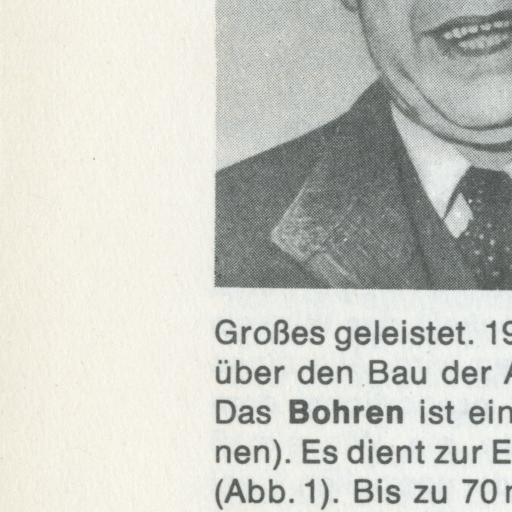 Großes geleistet. 19
über den Bau der A
Das Bohren ist ein
nen). Es dient zur E
(Abb. 1). Bis zu 70